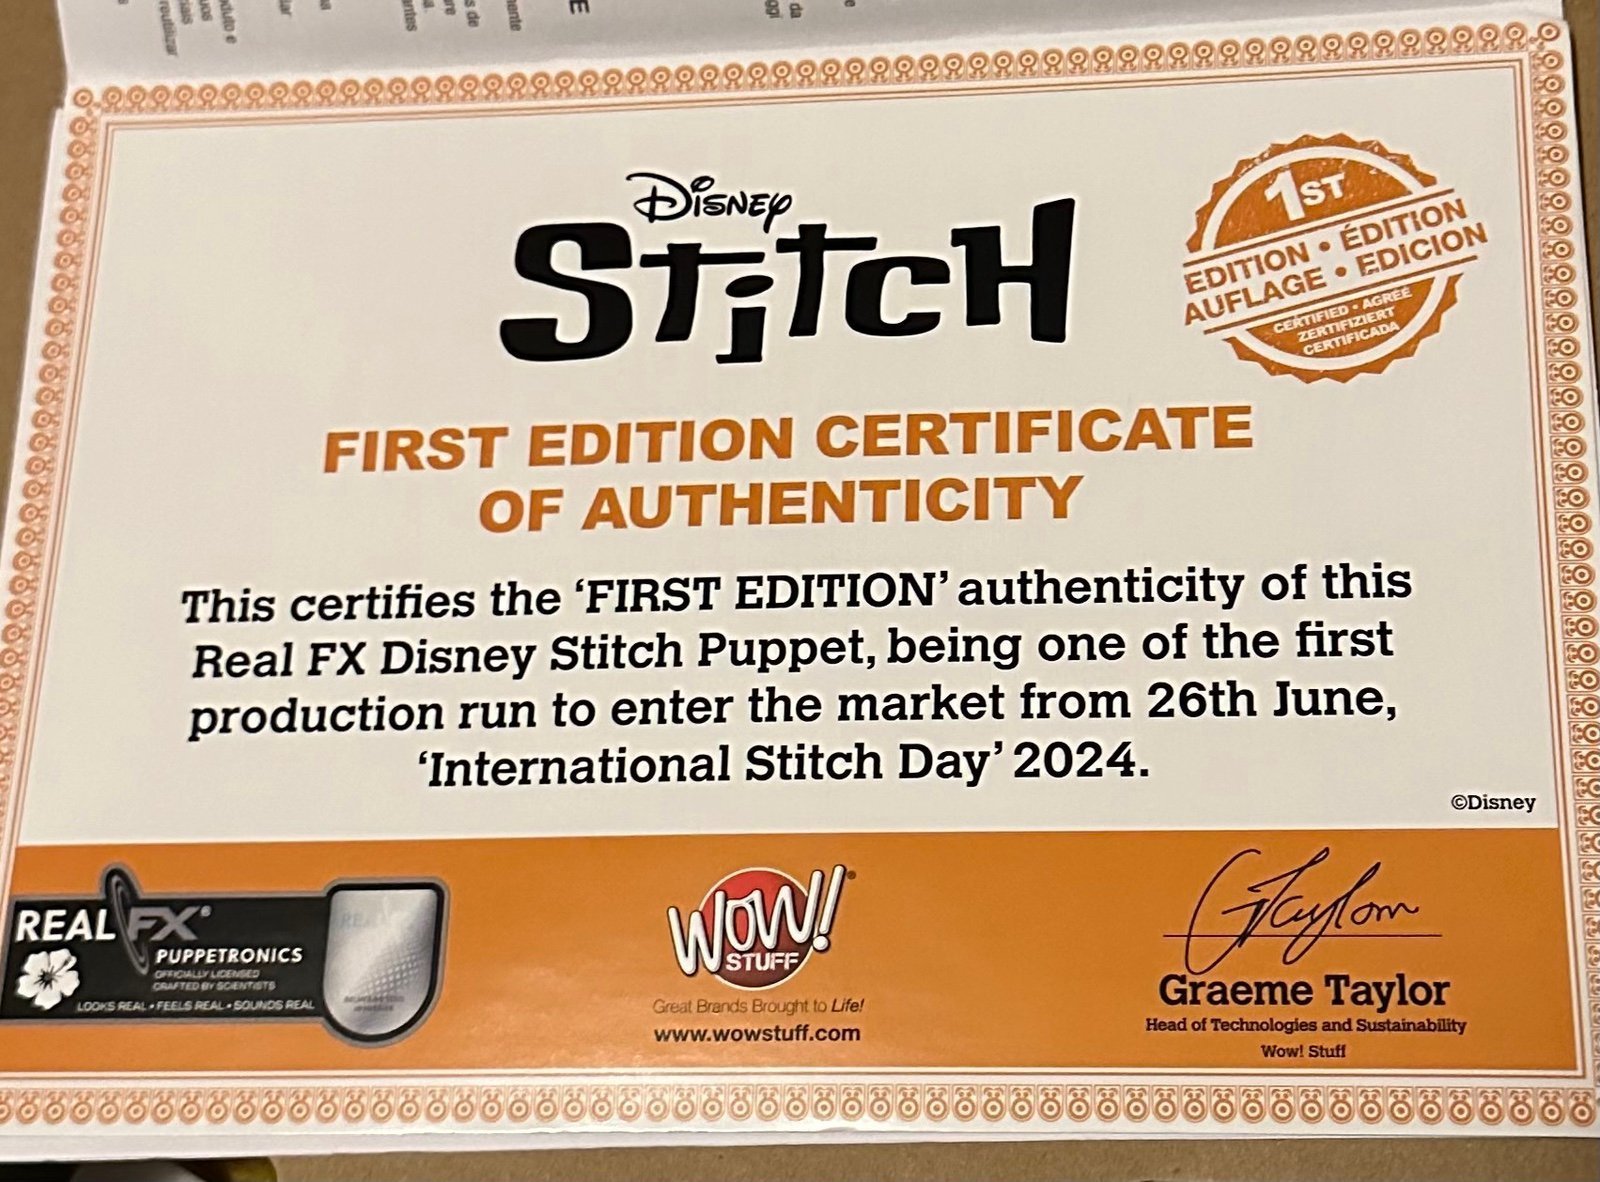 DISNEY
STITCH
1ST
EDITION • ÉDITION
AUFLAGE • EDICION
CERTIFIED • AGRÉÉ
ZERTIFIZIERT
CERTIFICADA
FIRST EDITION CERTIFICATE
OF AUTHENTICITY
This certifies the ‘FIRST EDITION’ authenticity of this
Real FX Disney Stitch Puppet, being one of the first
production run to enter the market from 26th June,
‘International Stitch Day’ 2024.
©Disney
REAL FX®
PUPPETRONICS
OFFICIALLY LICENSED
CRAFTED BY SCIENTISTS
LOOKS REAL • FEELS REAL • SOUNDS REAL
WOW!!®
STUFF
Great Brands Brought to Life!
www.wowstuff.com
GTaylor
Graeme Taylor
Head of Technologies and Sustainability
Wow! Stuff